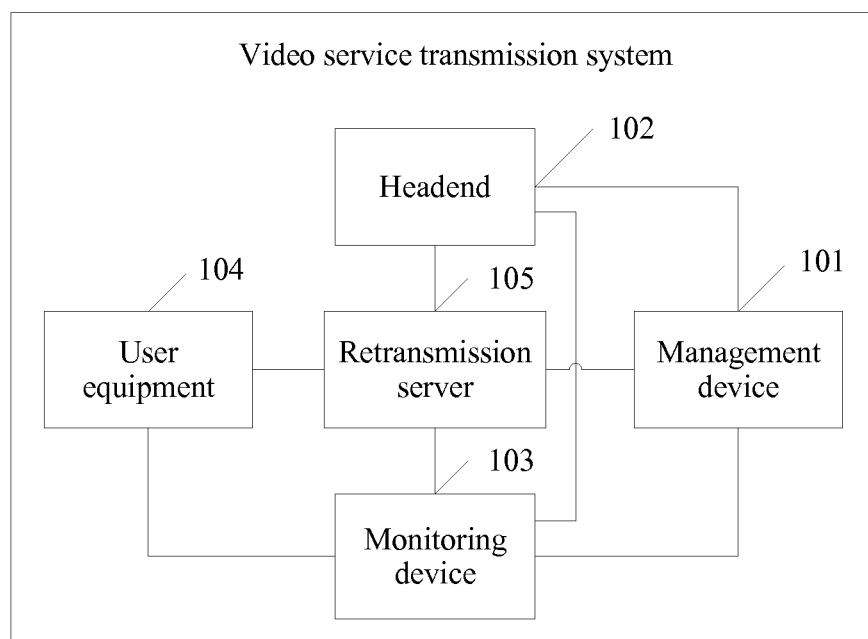 Video service transmission system
102
Headend
104
105
101
User
equipment
Retransmission
server
Management
device
103
Monitoring
device